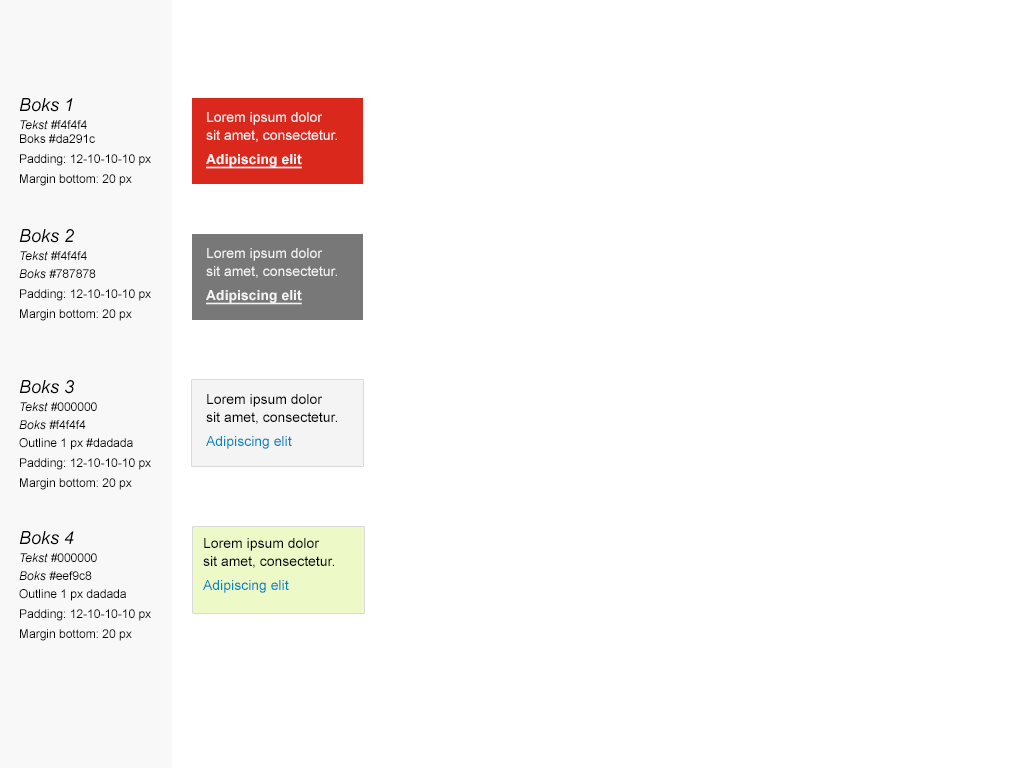 Boks 1
Tekst #f4f4f4
Boks #da291c
Padding: 12-10-10-10 px
Margin bottom: 20 px
Lorem ipsum dolor
sit amet, consectetur.
Adipiscing elit
Boks 2
Tekst #f4f4f4
Boks #787878
Padding: 12-10-10-10 px
Margin bottom: 20 px
Lorem ipsum dolor
sit amet, consectetur.
Adipiscing elit
Boks 3
Tekst #000000
Boks #f4f4f4
Outline 1 px #dadada
Padding: 12-10-10-10 px
Margin bottom: 20 px
Lorem ipsum dolor
sit amet, consectetur.
Adipiscing elit
Boks 4
Tekst #000000
Boks #eef9c8
Outline 1 px dadada
Padding: 12-10-10-10 px
Margin bottom: 20 px
Lorem ipsum dolor
sit amet, consectetur.
Adipiscing elit